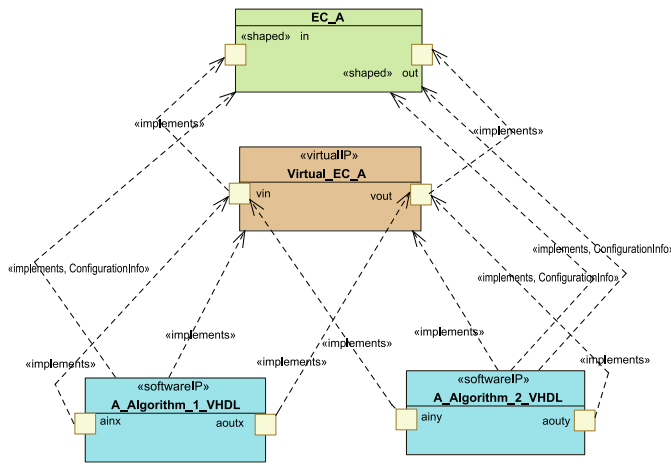 EC_A
«shaped» in
«shaped» out
«implements»
«implements»
«virtualIP»
Virtual_EC_A
vin
vout
«implements, ConfigurationInfo»
«implements, ConfigurationInfo»
«implements, ConfigurationInfo»
«implements»
«implements»
«implements»
«implements»
«implements»
«implements»
«softwareIP»
A_Algorithm_1_VHDL
ainx
aoutx
«softwareIP»
A_Algorithm_2_VHDL
ainy
aouty